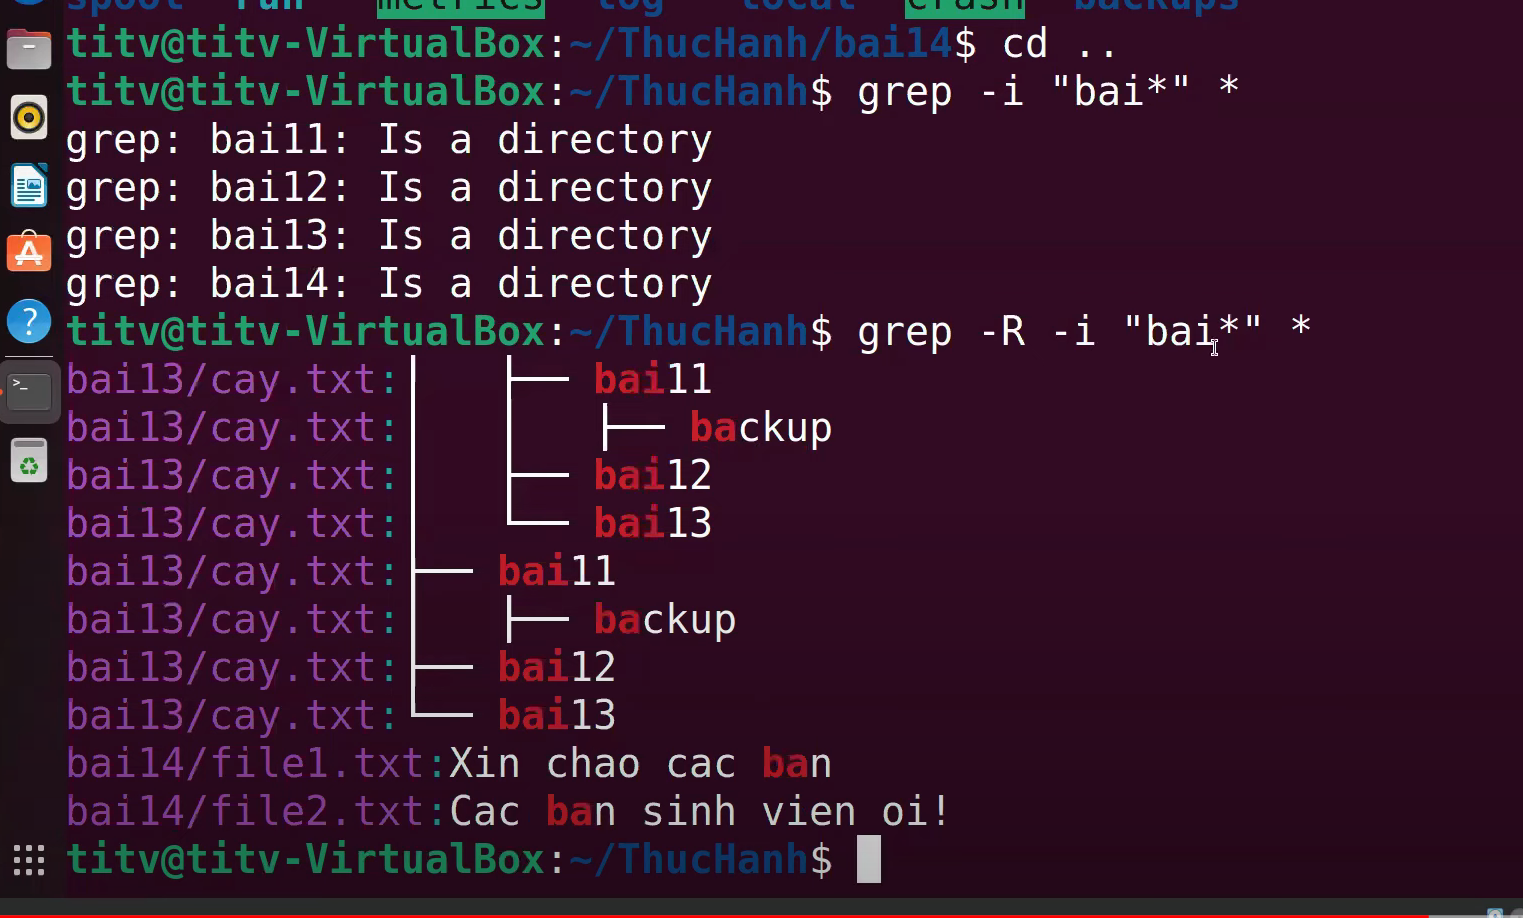 spool run metrics log local crash backups
titv@titv-VirtualBox:~/ThucHanh/bai14$ cd ..
titv@titv-VirtualBox:~/ThucHanh$ grep -i "bai*" *
grep: bai11: Is a directory
grep: bai12: Is a directory
grep: bai13: Is a directory
grep: bai14: Is a directory
titv@titv-VirtualBox:~/ThucHanh$ grep -R -i "bai*" *
bai13/cay.txt:│   ├── bai11
bai13/cay.txt:│   │   ├── backup
bai13/cay.txt:│   ├── bai12
bai13/cay.txt:│   └── bai13
bai13/cay.txt:├── bai11
bai13/cay.txt:│   ├── backup
bai13/cay.txt:├── bai12
bai13/cay.txt:└── bai13
bai14/file1.txt:Xin chao cac ban
bai14/file2.txt:Cac ban sinh vien oi!
titv@titv-VirtualBox:~/ThucHanh$